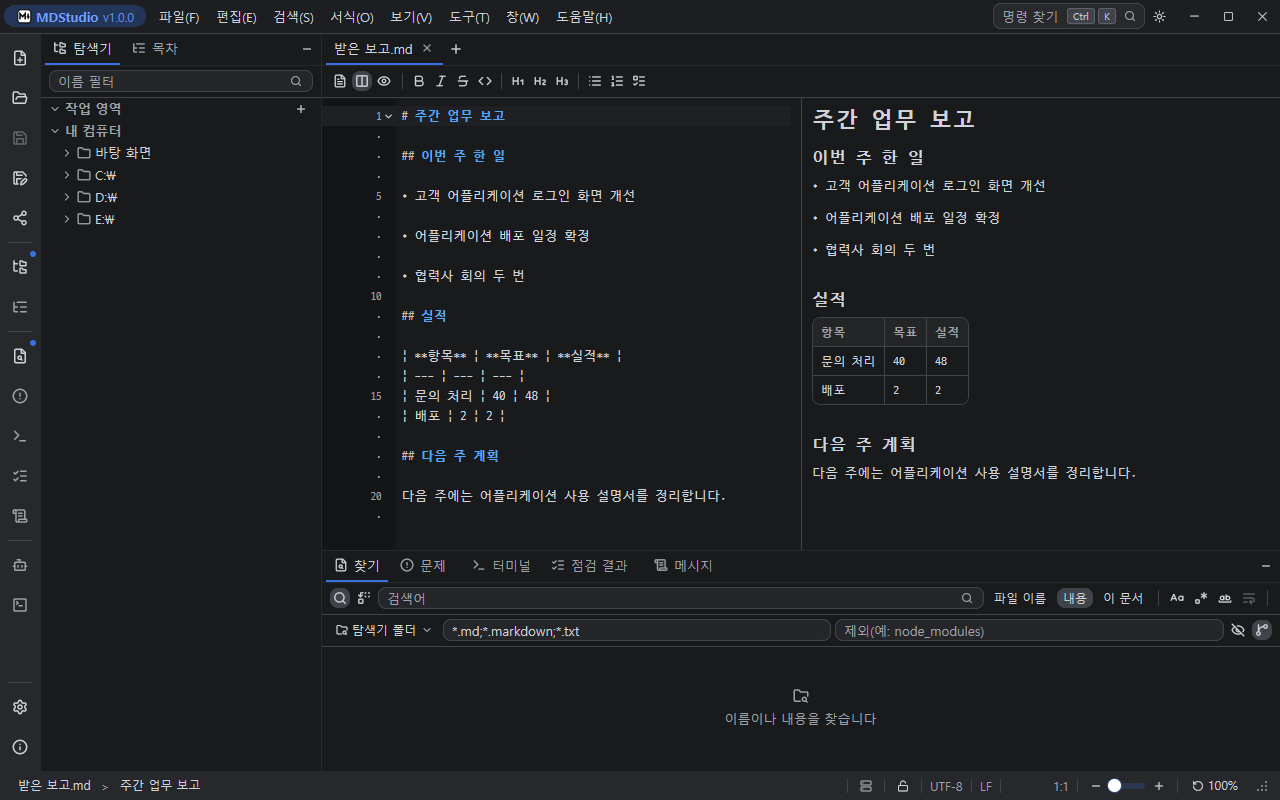 MDStudio v1.0.0 파일(F) 편집(E) 검색(S) 서식(O) 보기(V) 도구(T) 창(W) 도움말(H) 명령 찾기 Ctrl K
탐색기 목차
이름 필터
작업 영역
내 컴퓨터
바탕 화면
C:₩
D:₩
E:₩
받은 보고.md
B I S <> H1 H2 H3
1 # 주간 업무 보고
## 이번 주 한 일
5 • 고객 어플리케이션 로그인 화면 개선
• 어플리케이션 배포 일정 확정
• 협력사 회의 두 번
10
## 실적
| **항목** | **목표** | **실적** |
| --- | --- | --- |
15 | 문의 처리 | 40 | 48 |
| 배포 | 2 | 2 |
## 다음 주 계획
20 다음 주에는 어플리케이션 사용 설명서를 정리합니다.
주간 업무 보고
이번 주 한 일
• 고객 어플리케이션 로그인 화면 개선
• 어플리케이션 배포 일정 확정
• 협력사 회의 두 번
실적
항목 목표 실적
문의 처리 40 48
배포 2 2
다음 주 계획
다음 주에는 어플리케이션 사용 설명서를 정리합니다.
찾기 문제 터미널 점검 결과 메시지
검색어 파일 이름 내용 이 문서 Aa ab
탐색기 폴더 *.md;*.markdown;*.txt 제외(예: node_modules)
이름이나 내용을 찾습니다
받은 보고.md > 주간 업무 보고 UTF-8 LF 1:1 100%